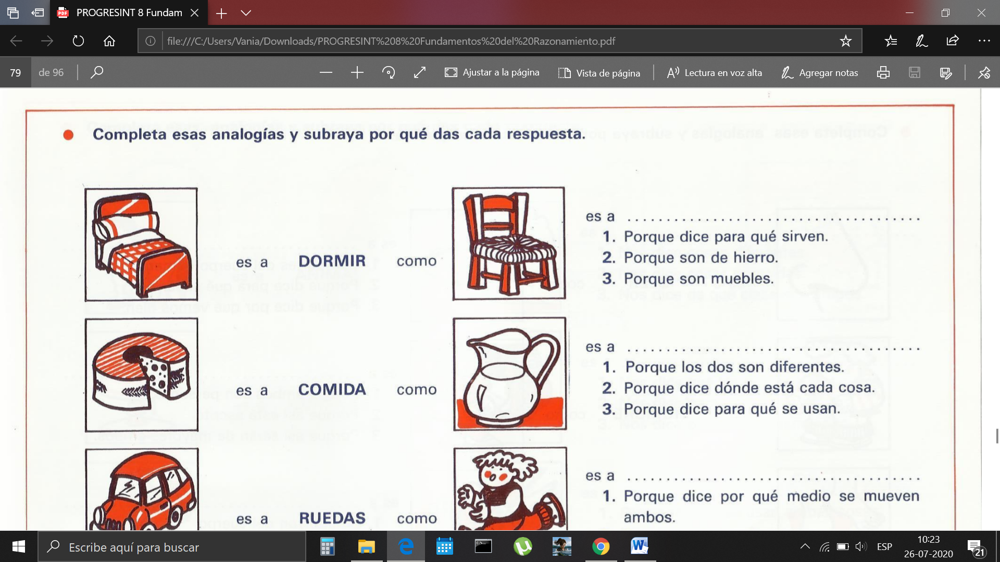 PROGRESINT 8 Fundam
file:///C:/Users/Vania/Downloads/PROGRESINT%208%20Fundamentos%20del%20Razonamiento.pdf
79 de 96 Ajustar a la página Vista de página Lectura en voz alta Agregar notas
Completa esas analogías y subraya por qué das cada respuesta.
es a DORMIR como
es a ......................................
1. Porque dice para qué sirven.
2. Porque son de hierro.
3. Porque son muebles.
es a COMIDA como
es a ......................................
1. Porque los dos son diferentes.
2. Porque dice dónde está cada cosa.
3. Porque dice para qué se usan.
es a RUEDAS como
es a ......................................
1. Porque dice por qué medio se mueven
ambos.
Escribe aquí para buscar
ESP
10:23
26-07-2020
21